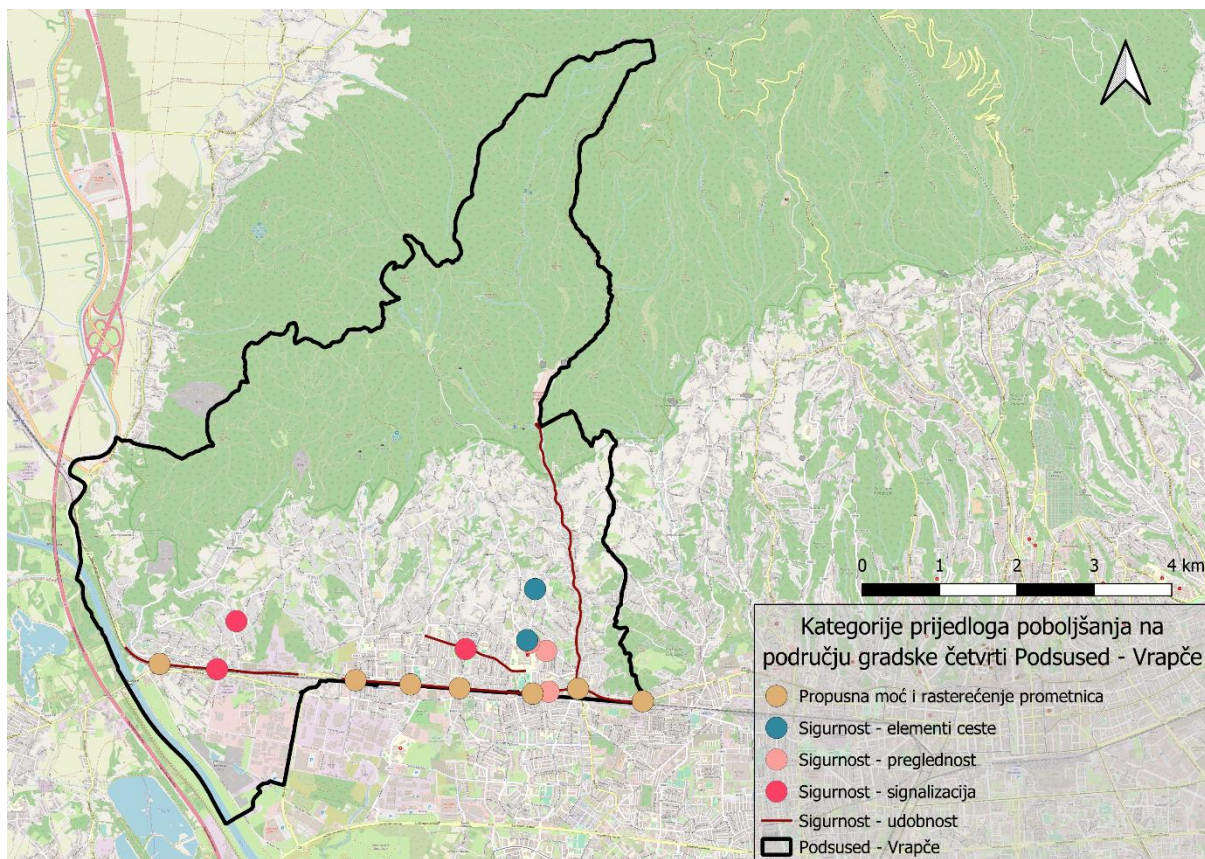 0 1 2 3 4 km
Kategorije prijedloga poboljšanja na
području gradske četvrti Podsused - Vrapče
Propusna moć i rasterećenje prometnica
Sigurnost - elementi ceste
Sigurnost - preglednost
Sigurnost - signalizacija
Sigurnost - udobnost
Podsused - Vrapče